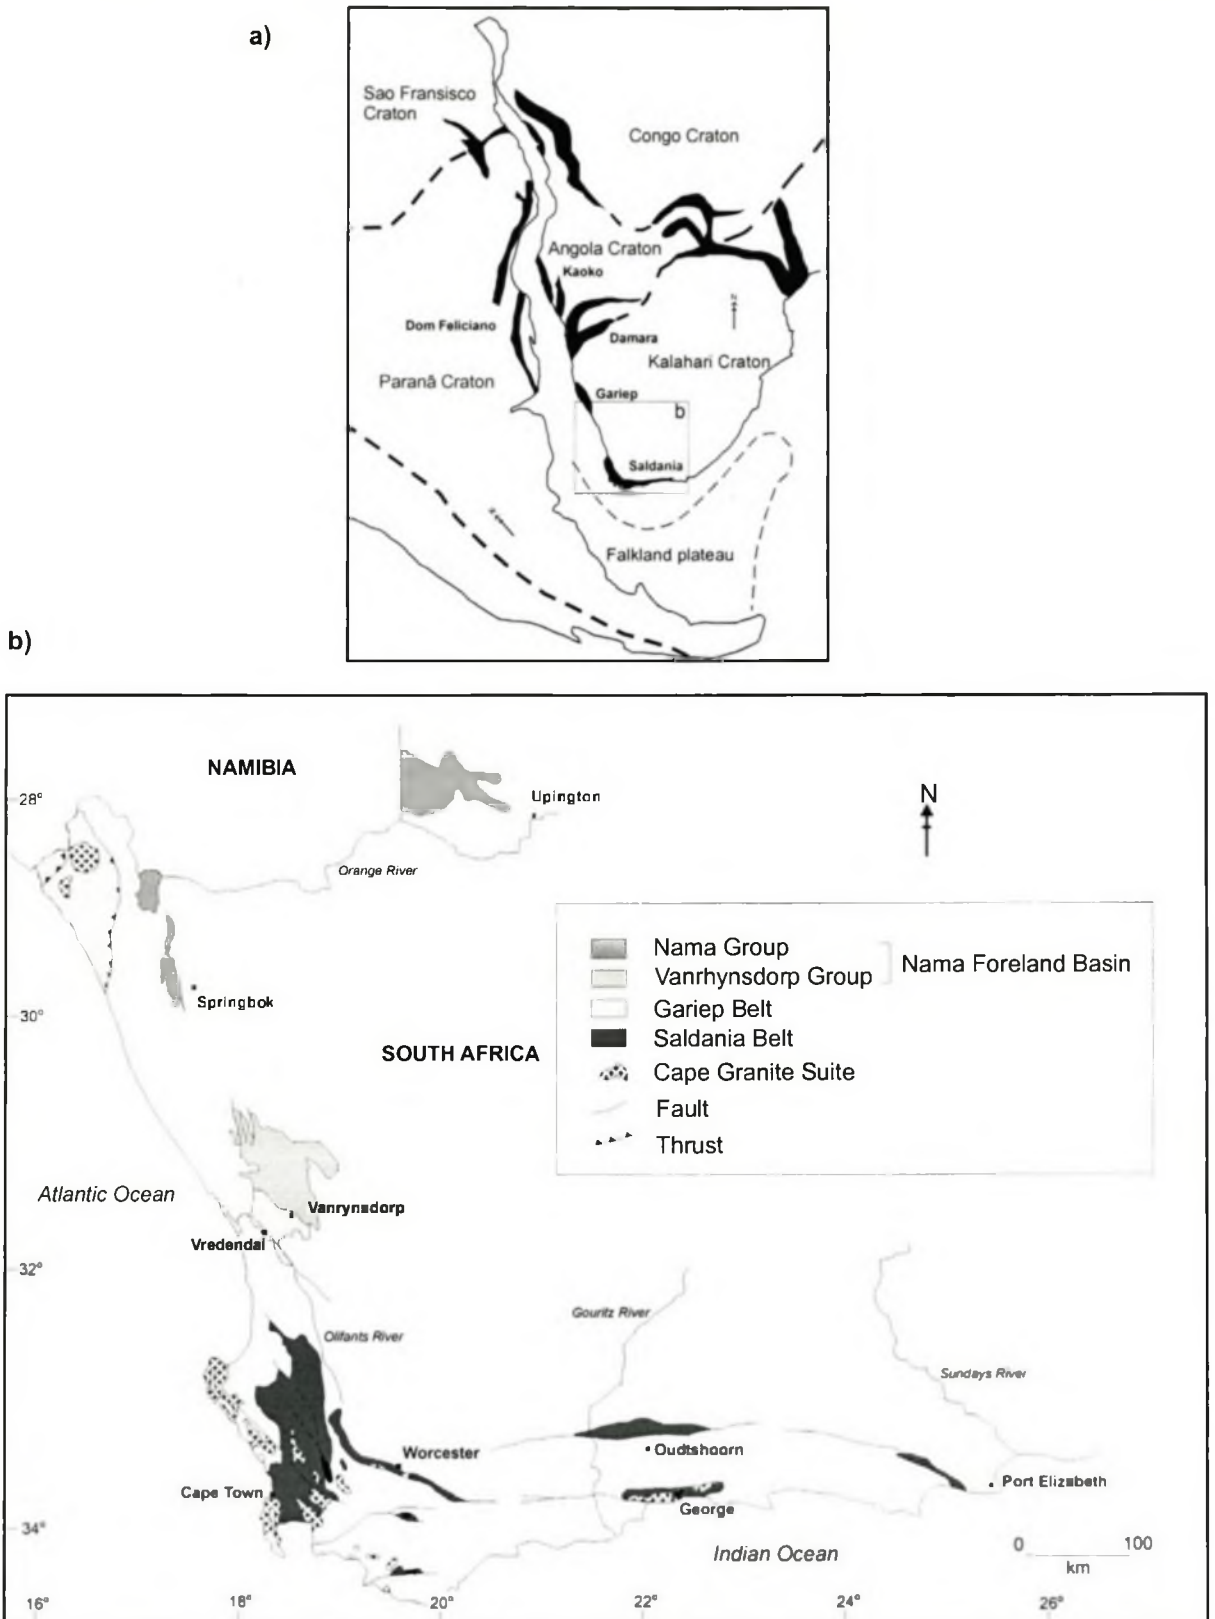 a)
Sao Fransisco
Craton
Congo Craton
Angola Craton
Kaoko
Dom Feliciano
Damara
Kalahari Craton
Paranā Craton
Gariep
b
Saldania
Falkland plateau
b)
NAMIBIA
28°
Upington
N
Orange River
Nama Group
Vanrhynsdorp Group
Nama Foreland Basin
Gariep Belt
Saldania Belt
Cape Granite Suite
Fault
Thrust
Springbok
30°
SOUTH AFRICA
Atlantic Ocean
Vanrynsdorp
Vredendal
32°
Gouritz River
Olifants River
Sundays River
Worcester
Oudtshoorn
Cape Town
Port Elizabeth
George
34°
Indian Ocean
0 100
km
16° 18° 20° 22° 24° 26°